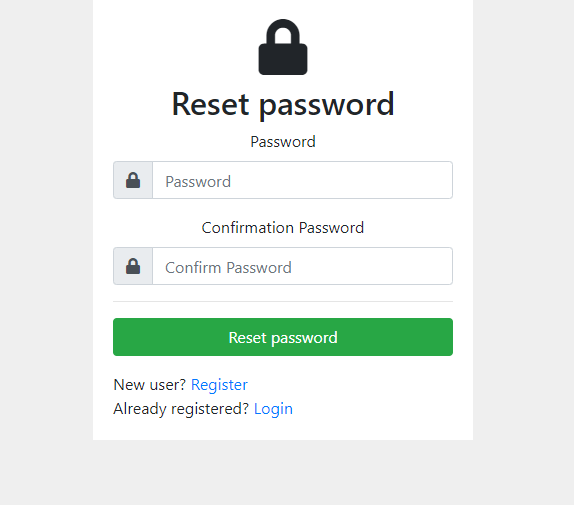 Reset password
Password
Password
Confirmation Password
Confirm Password
Reset password
New user? Register
Already registered? Login